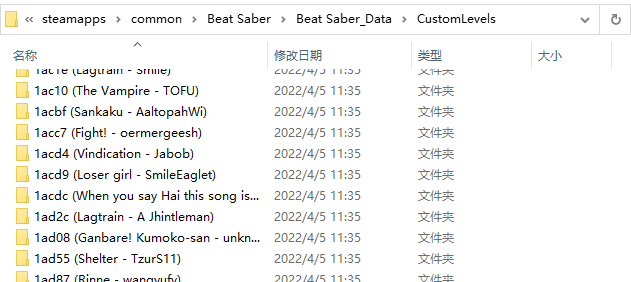 « steamapps › common › Beat Saber › Beat Saber_Data › CustomLevels
名称 修改日期 类型 大小
1ac1e (Lagtrain - Smile) 2022/4/5 11:35 文件夹
1ac10 (The Vampire - TOFU) 2022/4/5 11:35 文件夹
1acbf (Sankaku - AaltopahWi) 2022/4/5 11:35 文件夹
1acc7 (Fight! - oermergeesh) 2022/4/5 11:35 文件夹
1acd4 (Vindication - Jabob) 2022/4/5 11:35 文件夹
1acd9 (Loser girl - SmileEaglet) 2022/4/5 11:35 文件夹
1acdc (When you say Hai this song is... 2022/4/5 11:35 文件夹
1ad2c (Lagtrain - A Jhintleman) 2022/4/5 11:35 文件夹
1ad08 (Ganbare! Kumoko-san - unkn... 2022/4/5 11:35 文件夹
1ad55 (Shelter - TzurS11) 2022/4/5 11:35 文件夹
1ad87 (Rinne - wangyufy) 2022/4/5 11:35 文件夹